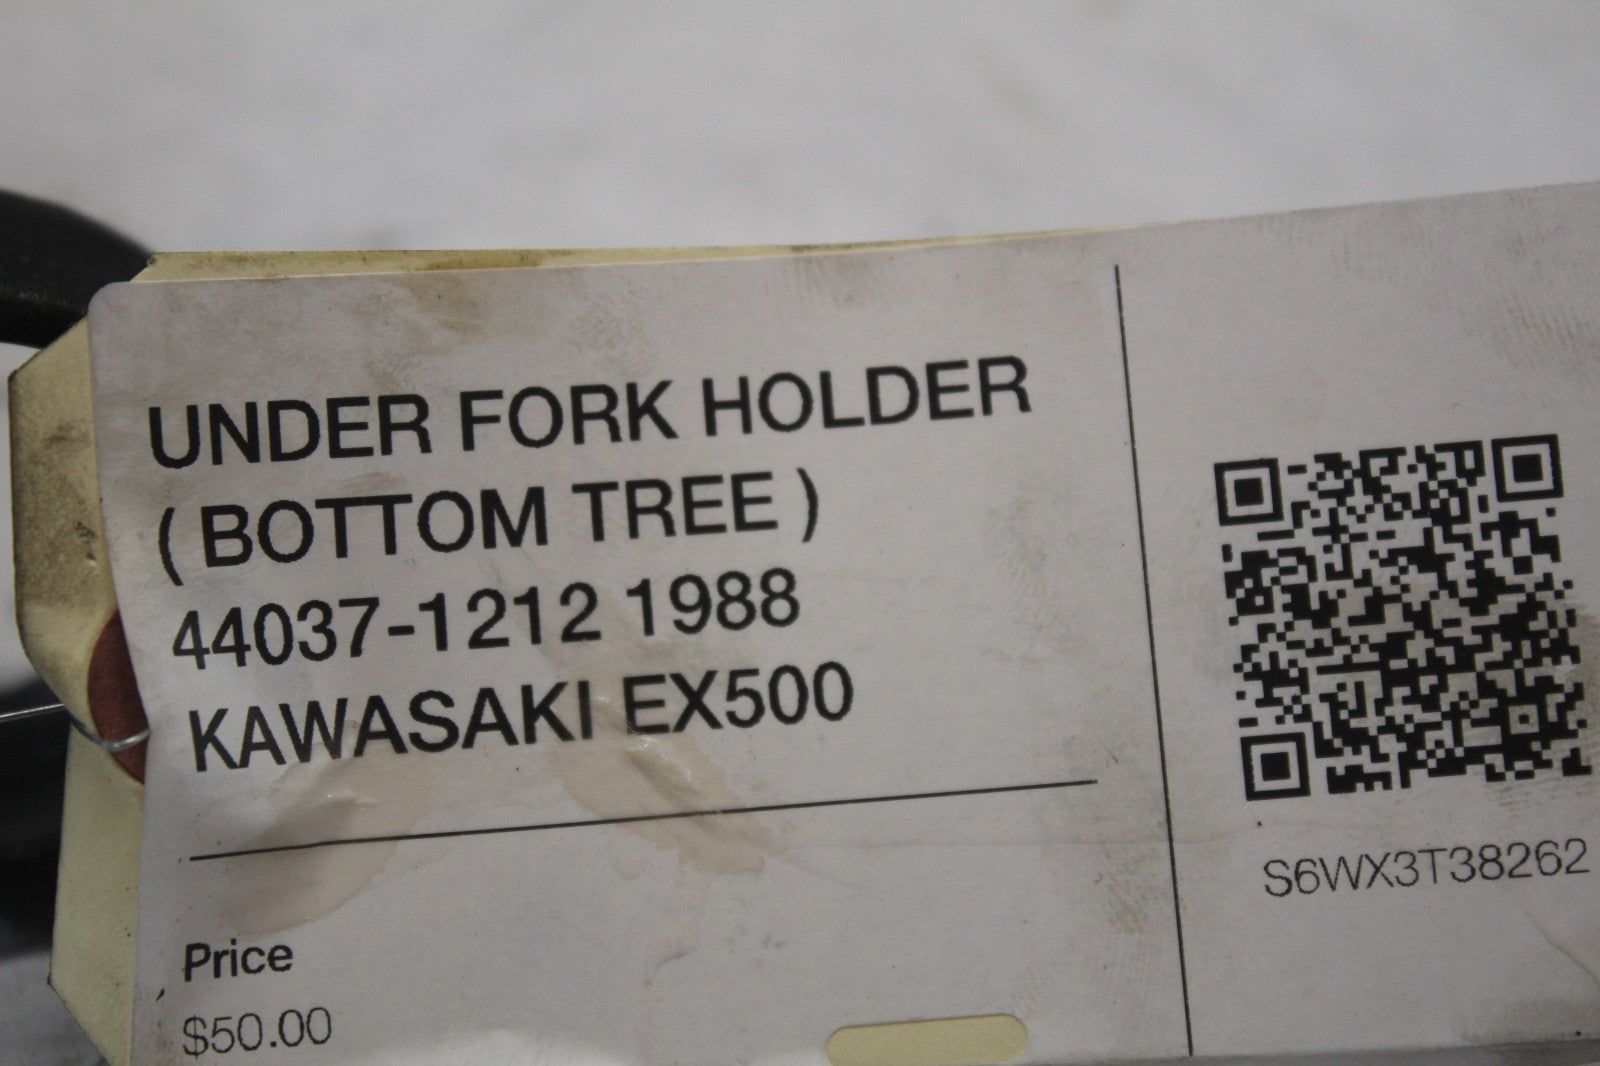 UNDER FORK HOLDER
( BOTTOM TREE )
44037-1212 1988
KAWASAKI EX500
Price
$50.00
S6WX3T38262